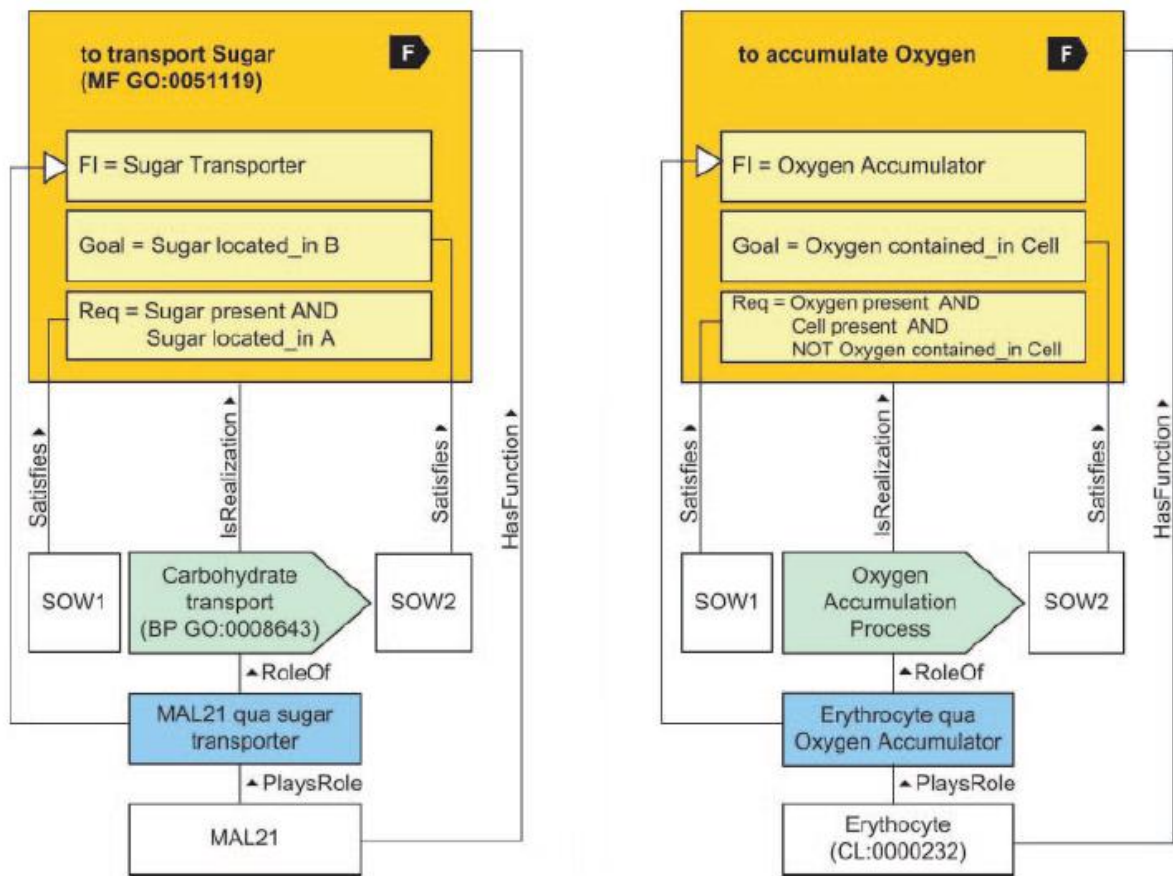 to transport Sugar
(MF GO:0051119)
F
FI = Sugar Transporter
Goal = Sugar located_in B
Req = Sugar present AND
Sugar located_in A
Satisfies
IsRealization
Satisfies
HasFunction
SOW1
Carbohydrate
transport
(BP GO:0008643)
SOW2
RoleOf
MAL21 qua sugar
transporter
PlaysRole
MAL21
to accumulate Oxygen
F
FI = Oxygen Accumulator
Goal = Oxygen contained_in Cell
Req = Oxygen present AND
Cell present AND
NOT Oxygen contained_in Cell
Satisfies
IsRealization
Satisfies
HasFunction
SOW1
Oxygen
Accumulation
Process
SOW2
RoleOf
Erythrocyte qua
Oxygen Accumulator
PlaysRole
Erythocyte
(CL:0000232)